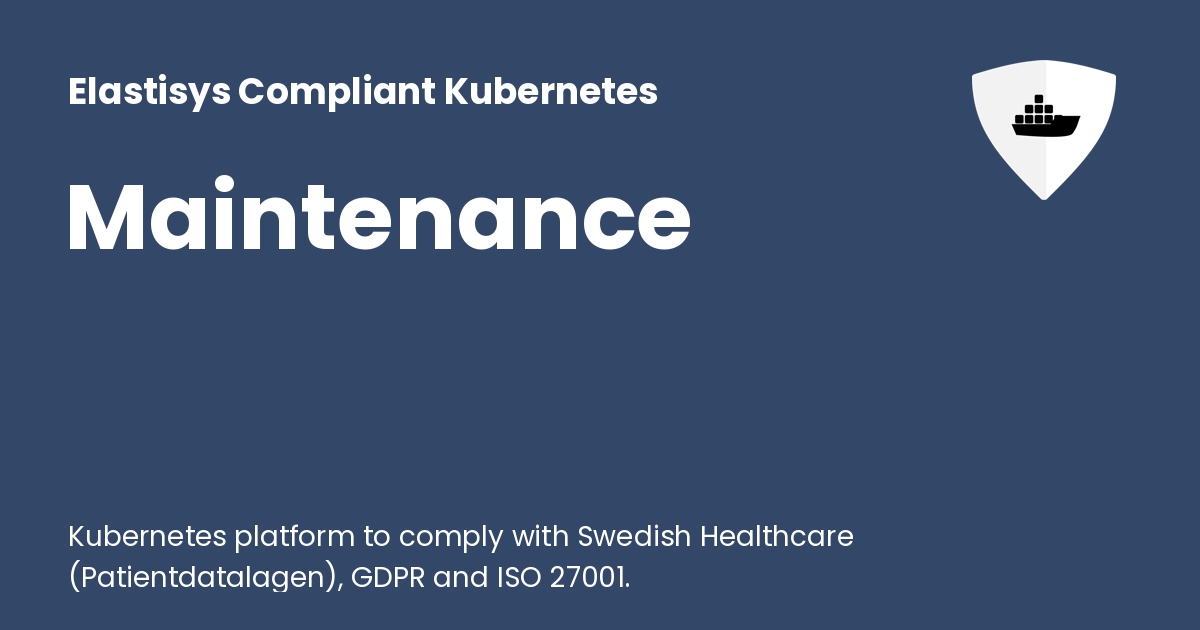 Elastisys Compliant Kubernetes
Maintenance
Kubernetes platform to comply with Swedish Healthcare
(Patientdatalagen), GDPR and ISO 27001.